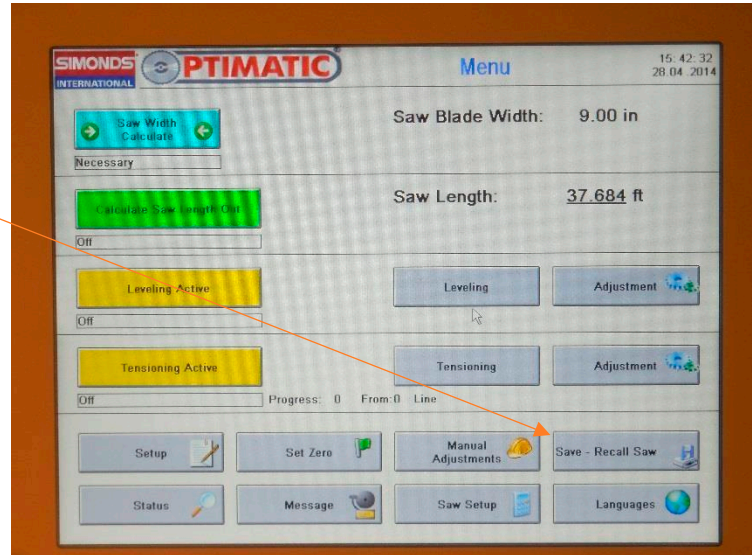 SIMONDS
INTERNATIONAL
OPTIMATIC
Menu
15:42:32
28.04.2014
Saw Width
Calculate
Necessary
Saw Blade Width: 9.00 in
Calculate Saw Length Out
Off
Saw Length: 37.684 ft
Leveling Active
Off
Leveling
Adjustment
Tensioning Active
Off
Tensioning
Adjustment
Progress: 0 From:0 Line
Setup
Set Zero
Manual
Adjustments
Save - Recall Saw
Status
Message
Saw Setup
Languages